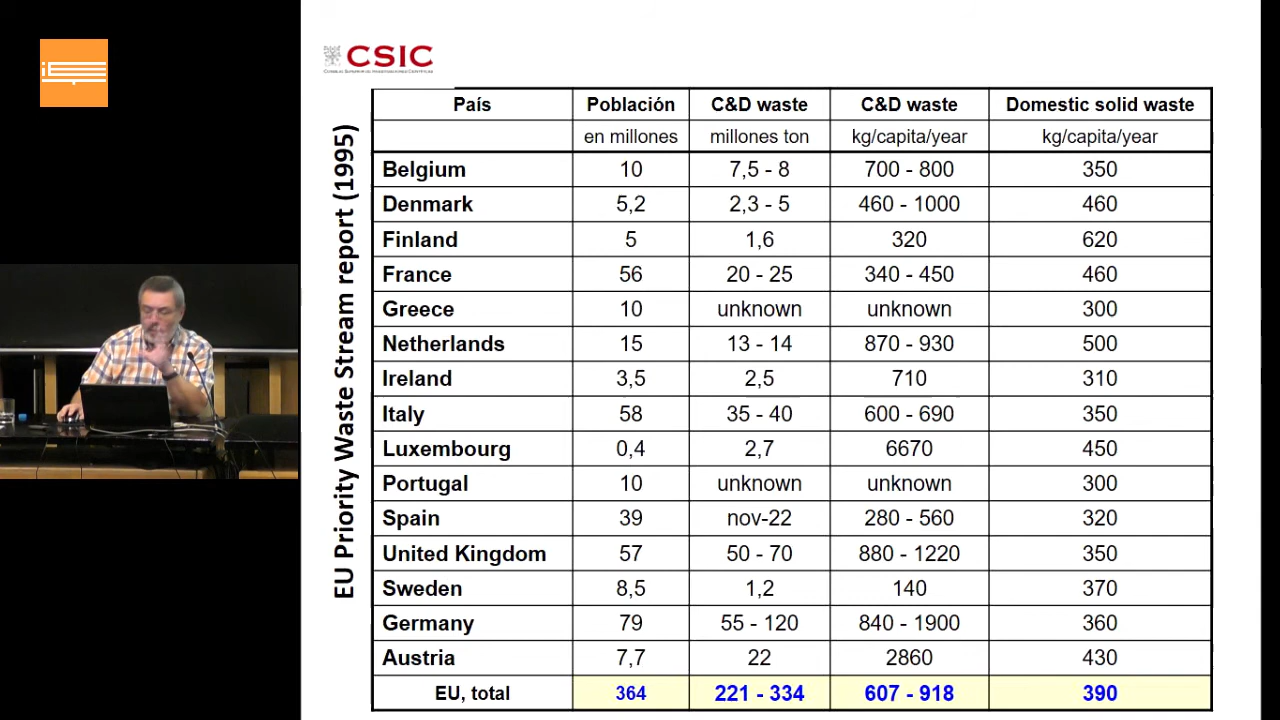 CSIC
CONSEJO SUPERIOR DE INVESTIGACIONES CIENTÍFICAS
EU Priority Waste Stream report (1995)
País Población C&D waste C&D waste Domestic solid waste
en millones millones ton kg/capita/year kg/capita/year
Belgium 10 7,5 - 8 700 - 800 350
Denmark 5,2 2,3 - 5 460 - 1000 460
Finland 5 1,6 320 620
France 56 20 - 25 340 - 450 460
Greece 10 unknown unknown 300
Netherlands 15 13 - 14 870 - 930 500
Ireland 3,5 2,5 710 310
Italy 58 35 - 40 600 - 690 350
Luxembourg 0,4 2,7 6670 450
Portugal 10 unknown unknown 300
Spain 39 nov-22 280 - 560 320
United Kingdom 57 50 - 70 880 - 1220 350
Sweden 8,5 1,2 140 370
Germany 79 55 - 120 840 - 1900 360
Austria 7,7 22 2860 430
EU, total 364 221 - 334 607 - 918 390